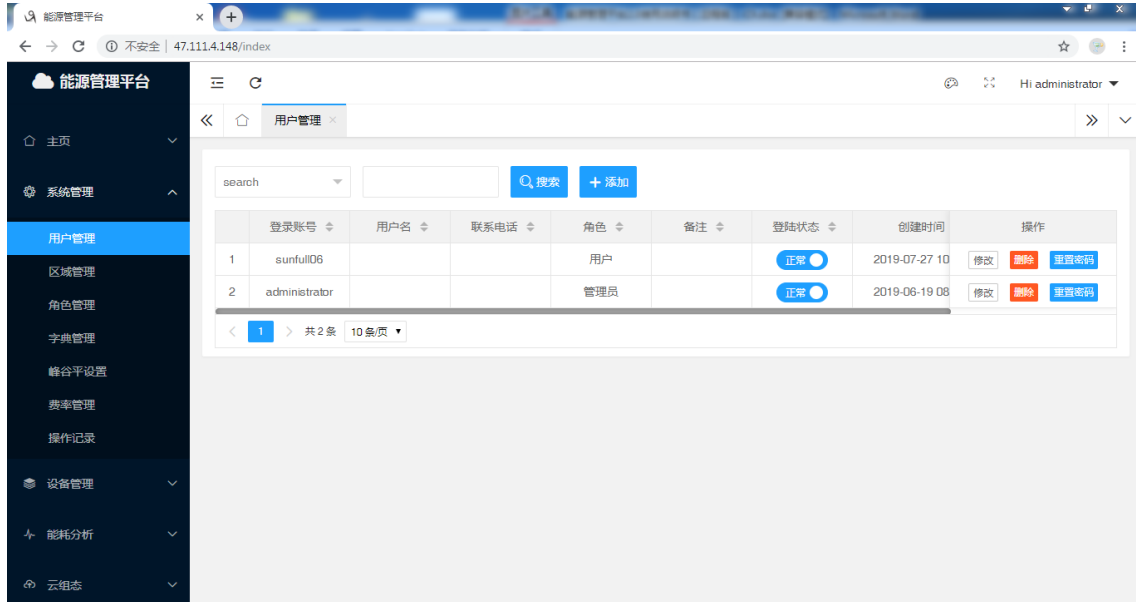 能源管理平台
不安全 | 47.111.4.148/index
能源管理平台
Hi administrator
用户管理
主页
系统管理
用户管理
区域管理
角色管理
字典管理
峰谷平设置
费率管理
操作记录
设备管理
能耗分析
云组态
search 搜索 添加
登录账号 用户名 联系电话 角色 备注 登陆状态 创建时间 操作
1 sunfull06 用户 正常 2019-07-27 10 修改 删除 重置密码
2 administrator 管理员 正常 2019-06-19 08 修改 删除 重置密码
1 共 2 条 10 条/页